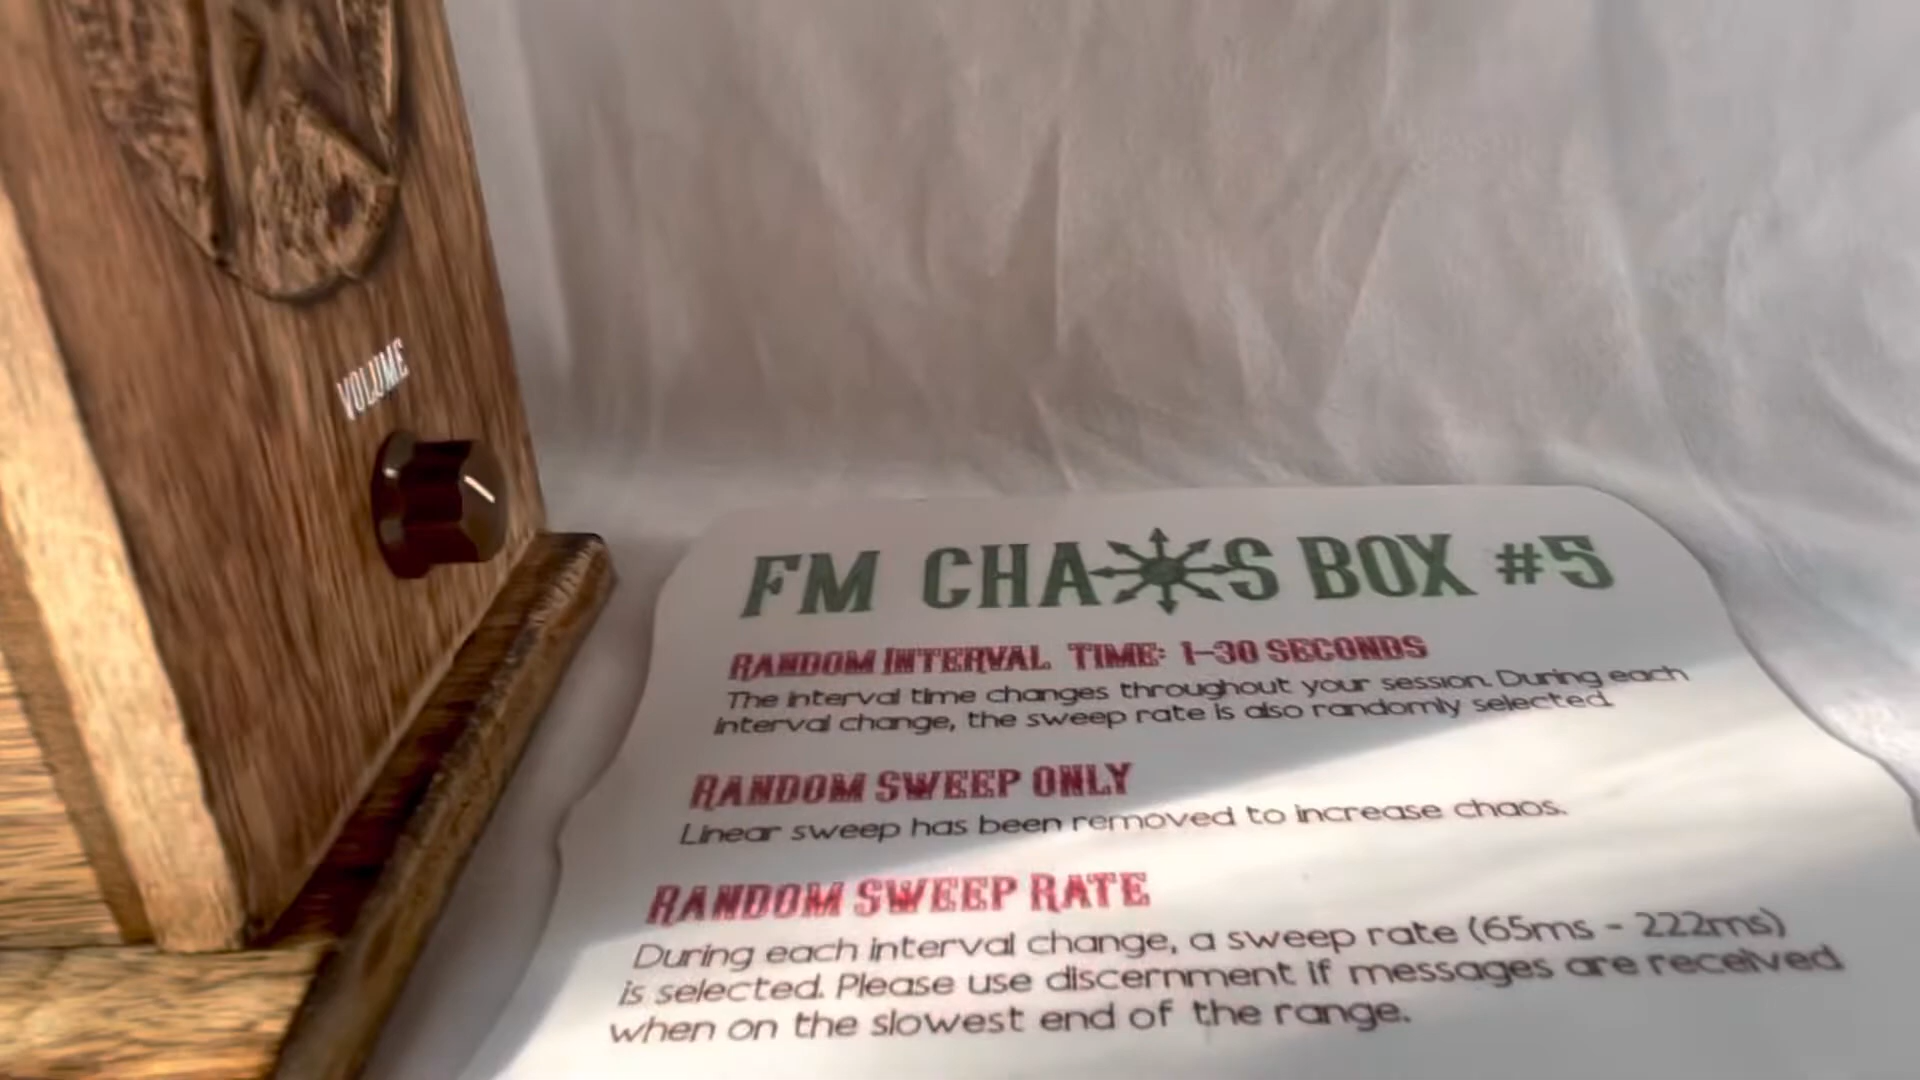 VOLUME
FM CHAOS BOX #5
RANDOM INTERVAL TIME: 1-30 SECONDS
The interval time changes throughout your session. During each
interval change, the sweep rate is also randomly selected.
RANDOM SWEEP ONLY
Linear sweep has been removed to increase chaos.
RANDOM SWEEP RATE
During each interval change, a sweep rate (65ms - 222ms)
is selected. Please use discernment if messages are received
when on the slowest end of the range.